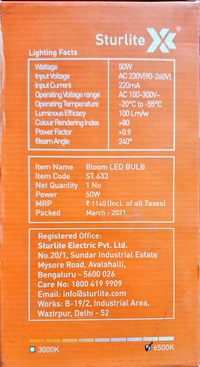 Sturlite
Lighting Facts
Wattage 50W
Input Voltage AC 230V(90-260V)
Input Current 220mA
Operating Voltage range AC 100-300V~
Operating Temperature -20°C to -55°C
Luminous Efficacy 100 Lm/w
Colour Rendering Index >80
Power Factor >0.9
Beam Angle 240°
Item Name Bloom LED BULB
Item Code ST 633
Net Quantity 1 No
Power 50W
MRP ₹ 1140 (Incl. of all Taxes)
Packed March - 2021
Registered Office:
Sturlite Electric Pvt. Ltd.
No.20/1, Sundar Industrial Estate
Mysore Road, Avalahalli,
Bengaluru - 5600 026
Care No: 1800 419 9909
Email: info@sturlite.com
Works: B-19/2, Industrial Area,
Wazirpur, Delhi - 52
3000K 6500K